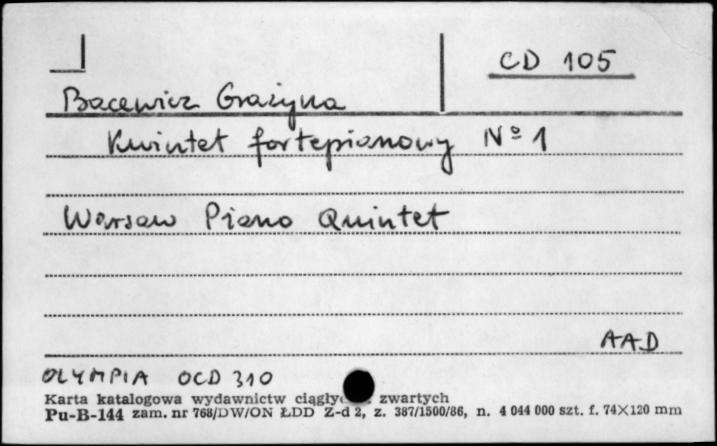 CD 105
Bacewicz Grażyna
Kwintet fortepianowy Nº 1
Warsaw Piano Quintet
AAD
OLYMPIA OCD 310
Karta katalogowa wydawnictw zwartych
Pu-B-144 zam. nr 768/DW/ON ŁDD Z-d 2, z. 387/1500/86, n. 4 044 000 szt. f. 74×120 mm